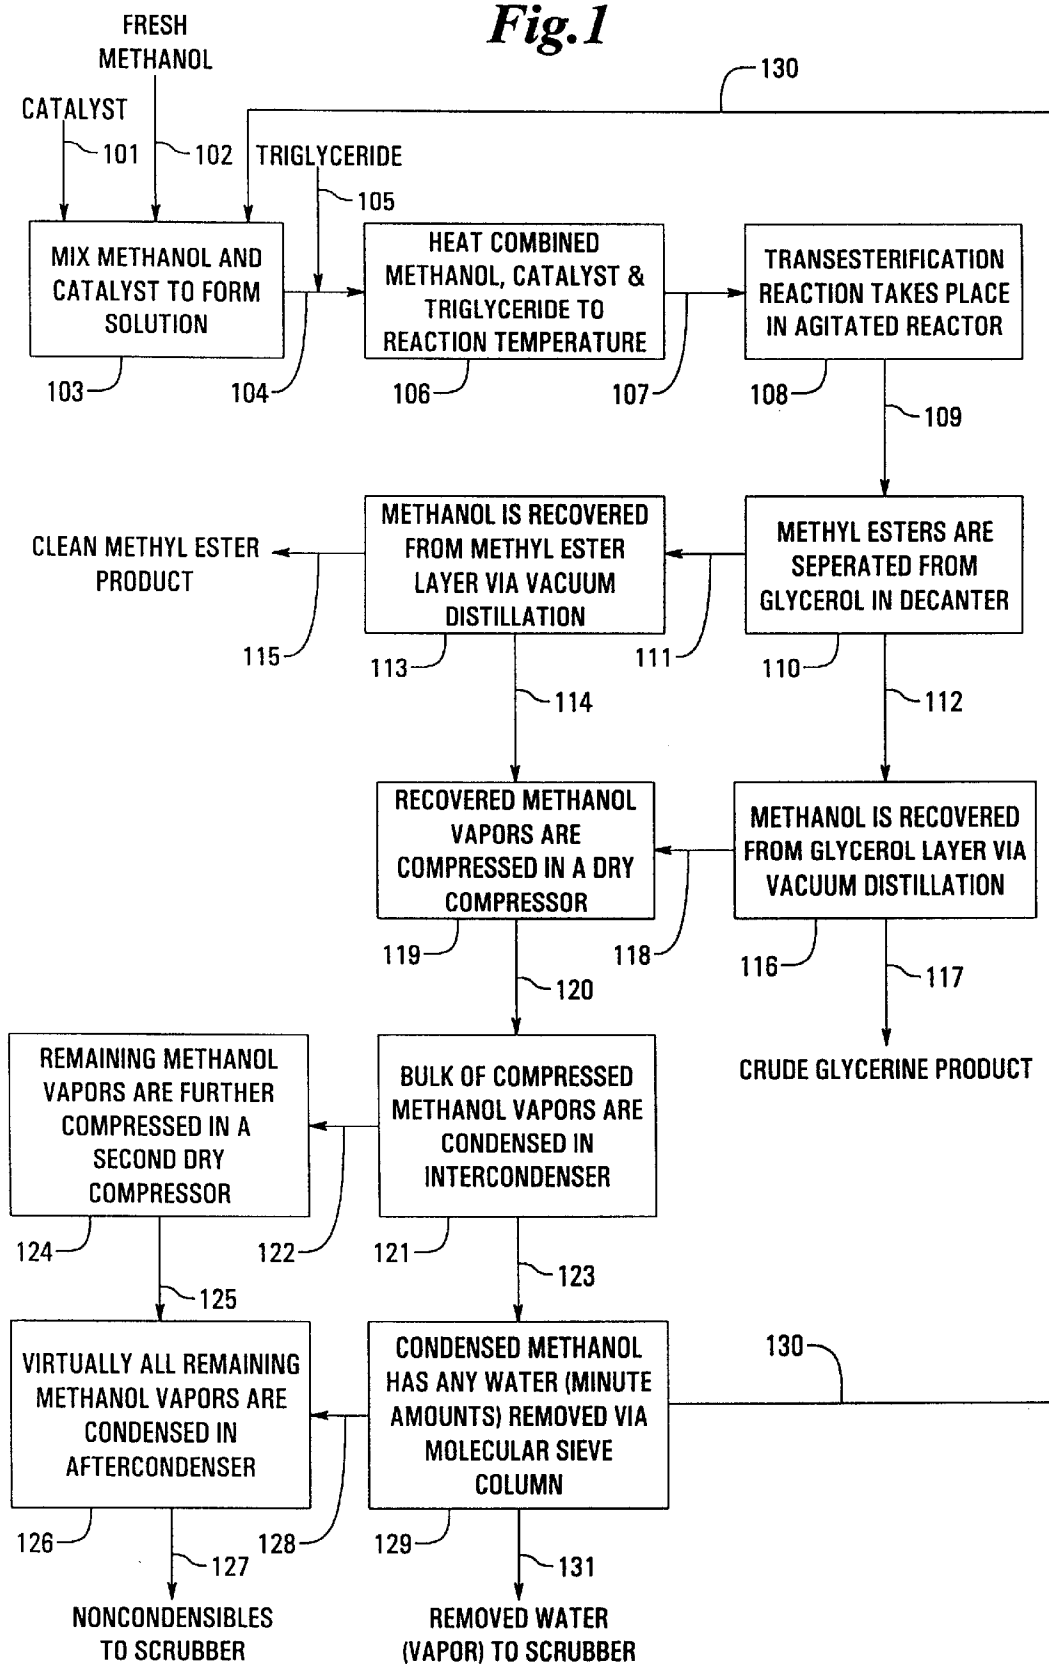 Fig.1
FRESH
METHANOL
130
CATALYST
101
102
TRIGLYCERIDE
105
MIX METHANOL AND
CATALYST TO FORM
SOLUTION
HEAT COMBINED
METHANOL, CATALYST &
TRIGLYCERIDE TO
REACTION TEMPERATURE
TRANSESTERIFICATION
REACTION TAKES PLACE
IN AGITATED REACTOR
103
104
106
107
108
109
CLEAN METHYL ESTER
PRODUCT
METHANOL IS RECOVERED
FROM METHYL ESTER
LAYER VIA VACUUM
DISTILLATION
METHYL ESTERS ARE
SEPERATED FROM
GLYCEROL IN DECANTER
115
113
111
110
114
112
RECOVERED METHANOL
VAPORS ARE
COMPRESSED IN A DRY
COMPRESSOR
METHANOL IS RECOVERED
FROM GLYCEROL LAYER VIA
VACUUM DISTILLATION
119
118
116
117
120
CRUDE GLYCERINE PRODUCT
REMAINING METHANOL
VAPORS ARE FURTHER
COMPRESSED IN A
SECOND DRY
COMPRESSOR
BULK OF COMPRESSED
METHANOL VAPORS ARE
CONDENSED IN
INTERCONDENSER
124
122
121
123
125
VIRTUALLY ALL REMAINING
METHANOL VAPORS ARE
CONDENSED IN
AFTERCONDENSER
CONDENSED METHANOL
HAS ANY WATER (MINUTE
AMOUNTS) REMOVED VIA
MOLECULAR SIEVE
COLUMN
130
126
128
129
127
131
NONCONDENSIBLES
TO SCRUBBER
REMOVED WATER
(VAPOR) TO SCRUBBER